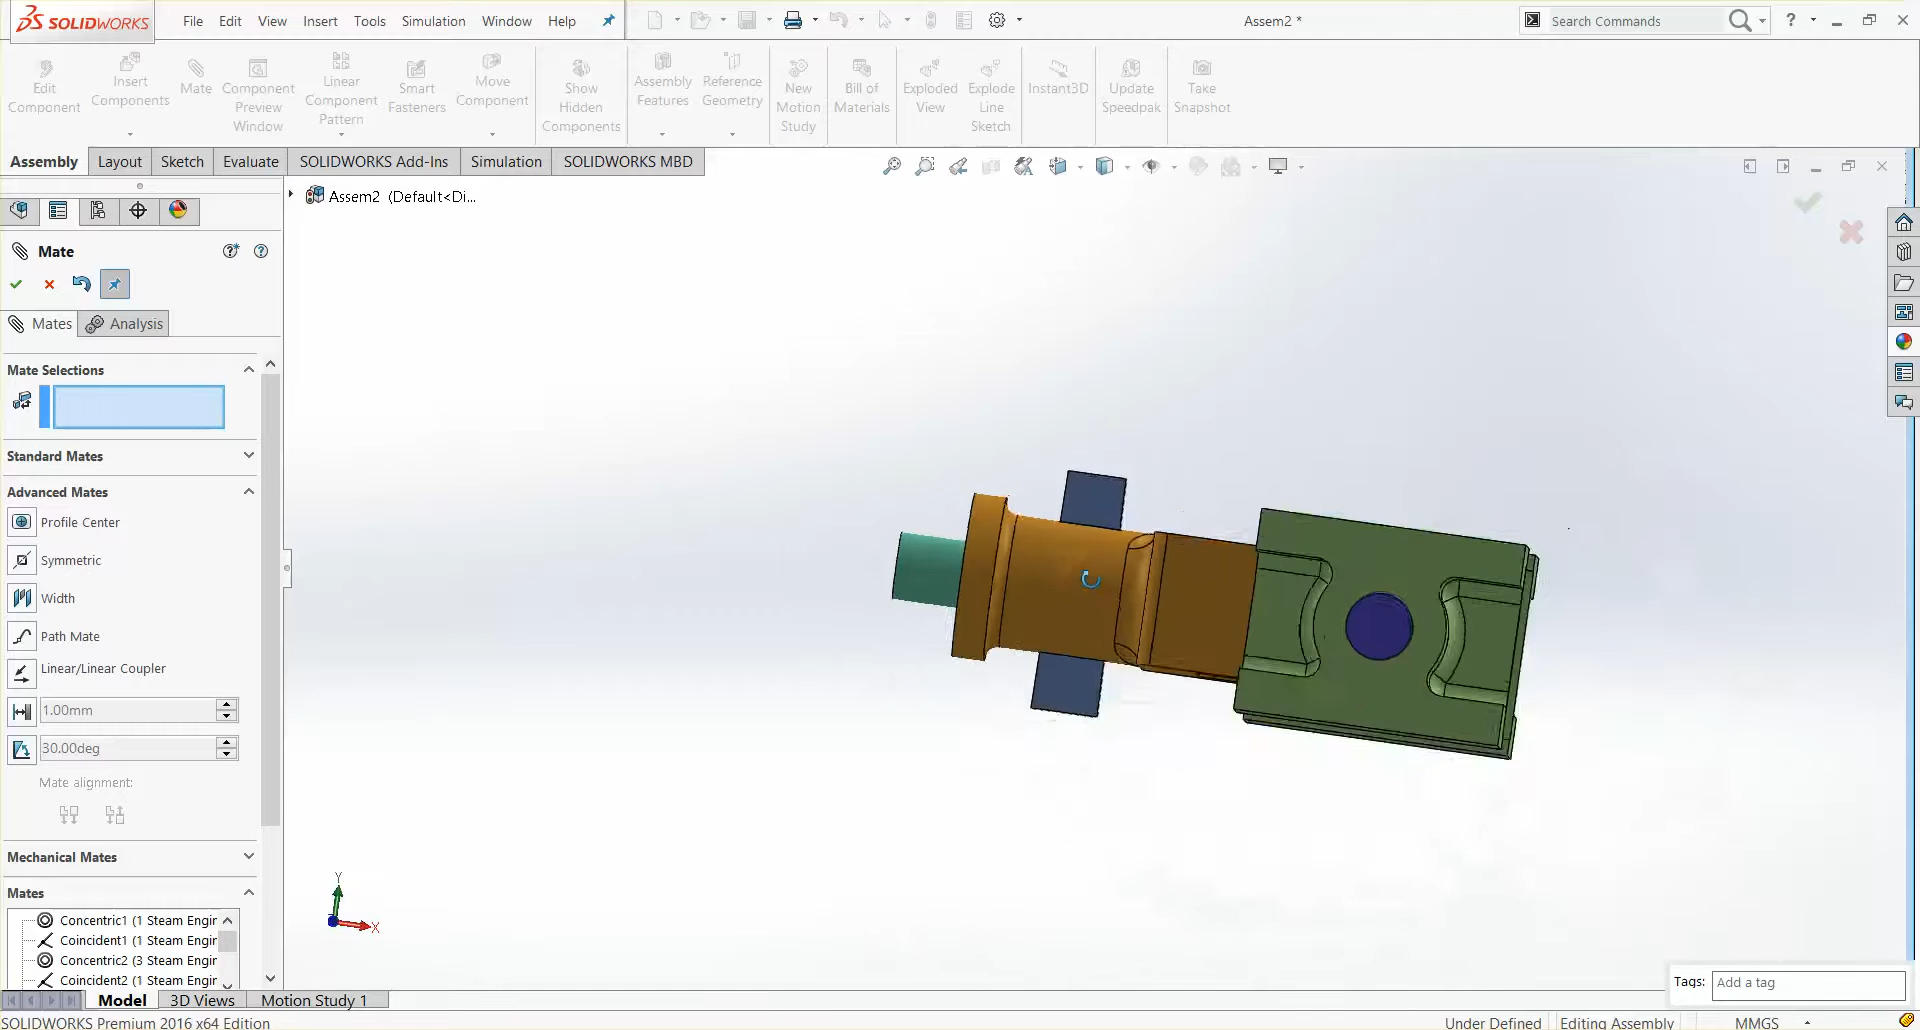 SOLIDWORKS
File Edit View Insert Tools Simulation Window Help
Assem2 *
Search Commands
?
Edit Component
Insert Components
Mate
Component Preview Window
Linear Component Pattern
Smart Fasteners
Move Component
Show Hidden Components
Assembly Features
Reference Geometry
New Motion Study
Bill of Materials
Exploded View
Explode Line Sketch
Instant3D
Update Speedpak
Take Snapshot
Assembly Layout Sketch Evaluate SOLIDWORKS Add-Ins Simulation SOLIDWORKS MBD
Assem2 (Default<Di...
Mate
Mates Analysis
Mate Selections
Standard Mates
Advanced Mates
Profile Center
Symmetric
Width
Path Mate
Linear/Linear Coupler
1.00mm
30.00deg
Mate alignment:
Mechanical Mates
Mates
Concentric1 (1 Steam Engir
Coincident1 (1 Steam Engir
Concentric2 (3 Steam Engir
Coincident2 (1 Steam Engir
Y
X
Tags: Add a tag
Model 3D Views Motion Study 1
SOLIDWORKS Premium 2016 x64 Edition
Under Defined Editing Assembly MMGS